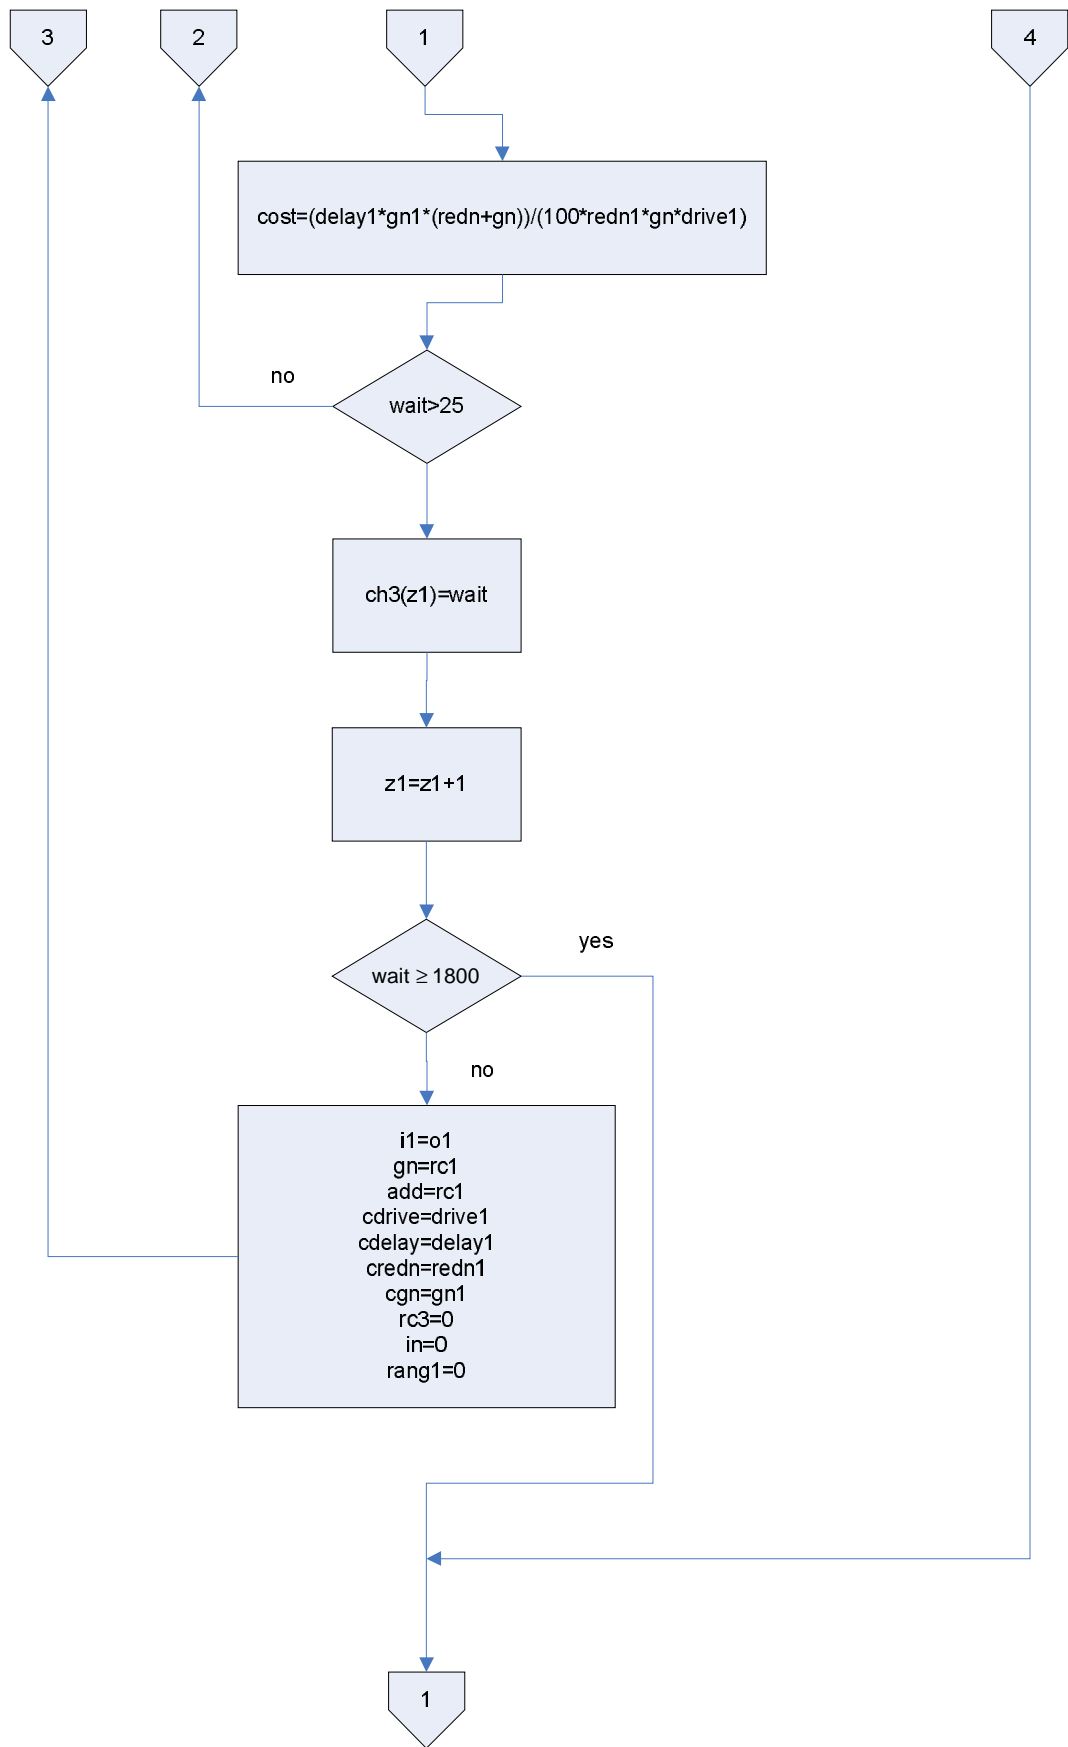 3
2
1
4
cost=(delay1*gn1*(redn+gn))/(100*redn1*gn*drive1)
no
wait>25
ch3(z1)=wait
z1=z1+1
yes
wait ≥ 1800
no
i1=o1
gn=rc1
add=rc1
cdrive=drive1
cdelay=delay1
credn=redn1
cgn=gn1
rc3=0
in=0
rang1=0
1